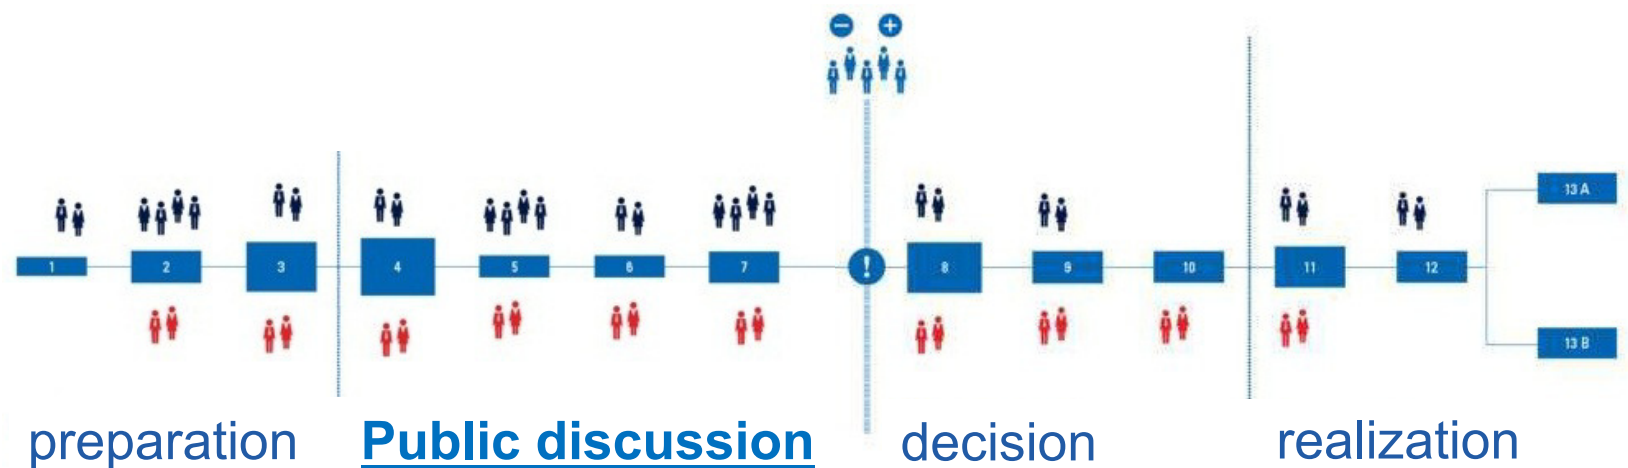 − +
13 A
1 2 3 4 5 6 7 ! 8 9 10 11 12
13 B
preparation Public discussion decision realization